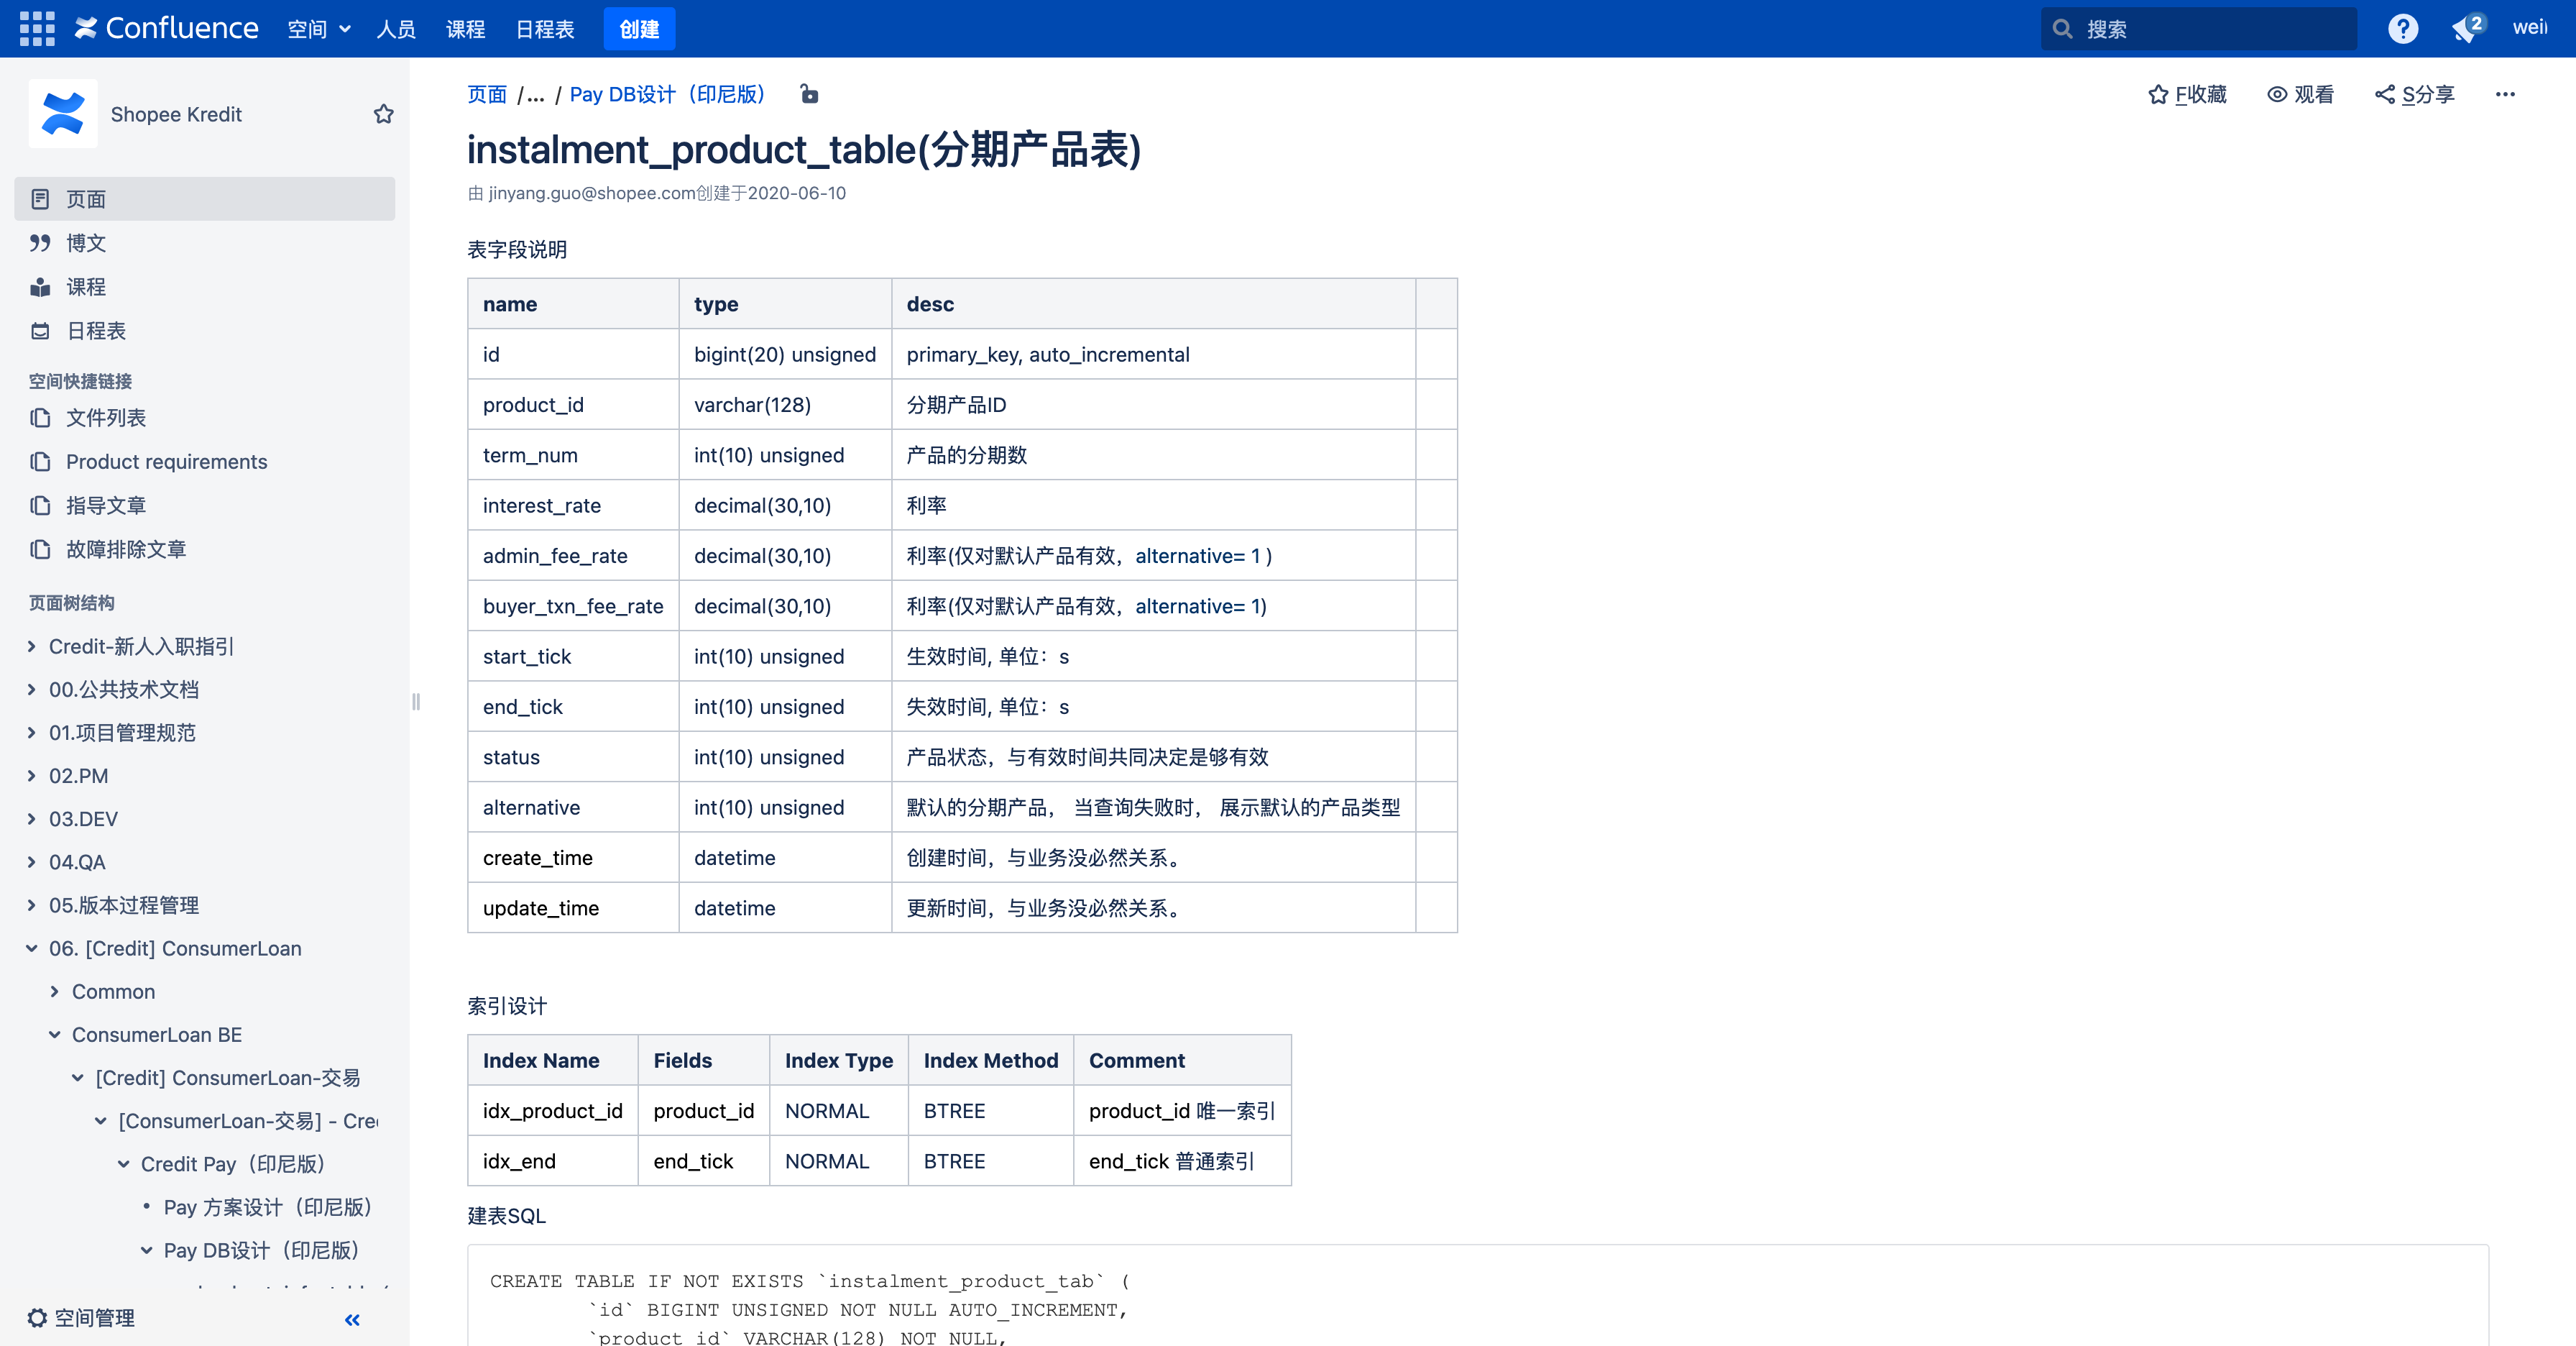 Confluence 空间 人员 课程 日程表 创建 搜索 2
Shopee Kredit
页面
博文
课程
日程表
空间快捷链接
文件列表
Product requirements
指导文章
故障排除文章
页面树结构
Credit-新人入职指引
00.公共技术文档
01.项目管理规范
02.PM
03.DEV
04.QA
05.版本过程管理
06. [Credit] ConsumerLoan
Common
ConsumerLoan BE
[Credit] ConsumerLoan-交易
[ConsumerLoan-交易] - Cre
Credit Pay（印尼版）
Pay 方案设计（印尼版）
Pay DB设计（印尼版）
空间管理
页面 /... / Pay DB设计（印尼版）
F收藏 观看 S分享
instalment_product_table(分期产品表)
由 jinyang.guo@shopee.com创建于2020-06-10
表字段说明
name type desc
id bigint(20) unsigned primary_key, auto_incremental
product_id varchar(128) 分期产品ID
term_num int(10) unsigned 产品的分期数
interest_rate decimal(30,10) 利率
admin_fee_rate decimal(30,10) 利率(仅对默认产品有效，alternative= 1 )
buyer_txn_fee_rate decimal(30,10) 利率(仅对默认产品有效，alternative= 1)
start_tick int(10) unsigned 生效时间, 单位：s
end_tick int(10) unsigned 失效时间, 单位：s
status int(10) unsigned 产品状态，与有效时间共同决定是够有效
alternative int(10) unsigned 默认的分期产品， 当查询失败时， 展示默认的产品类型
create_time datetime 创建时间，与业务没必然关系。
update_time datetime 更新时间，与业务没必然关系。
索引设计
Index Name Fields Index Type Index Method Comment
idx_product_id product_id NORMAL BTREE product_id 唯一索引
idx_end end_tick NORMAL BTREE end_tick 普通索引
建表SQL
CREATE TABLE IF NOT EXISTS `instalment_product_tab` (
`id` BIGINT UNSIGNED NOT NULL AUTO_INCREMENT,
`product_id` VARCHAR(128) NOT NULL,